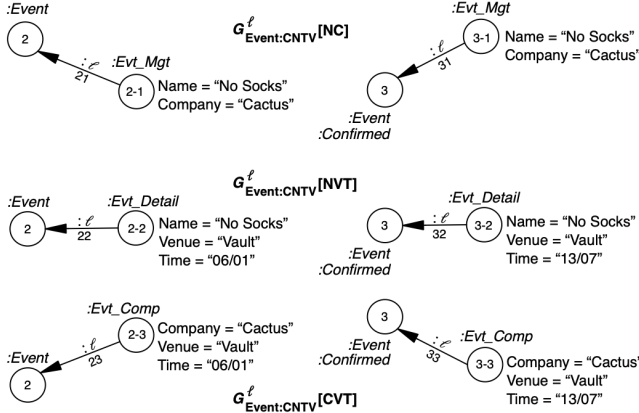 :Event
2
:ℓ
21
:Evt_Mgt
2-1
Name = “No Socks”
Company = “Cactus”
G^ℓ_Event:CNTV[NC]
:Evt_Mgt
3-1
Name = “No Socks”
Company = “Cactus”
:ℓ
31
3
:Event
:Confirmed
G^ℓ_Event:CNTV[NVT]
:Event
2
:ℓ
22
:Evt_Detail
2-2
Name = “No Socks”
Venue = “Vault”
Time = “06/01”
3
:Event
:Confirmed
:ℓ
32
:Evt_Detail
3-2
Name = “No Socks”
Venue = “Vault”
Time = “13/07”
:Evt_Comp
2-3
Company = “Cactus”
Venue = “Vault”
Time = “06/01”
:ℓ
23
:Event
2
3
:Event
:Confirmed
:ℓ
33
:Evt_Comp
3-3
Company = “Cactus”
Venue = “Vault”
Time = “13/07”
G^ℓ_Event:CNTV[CVT]